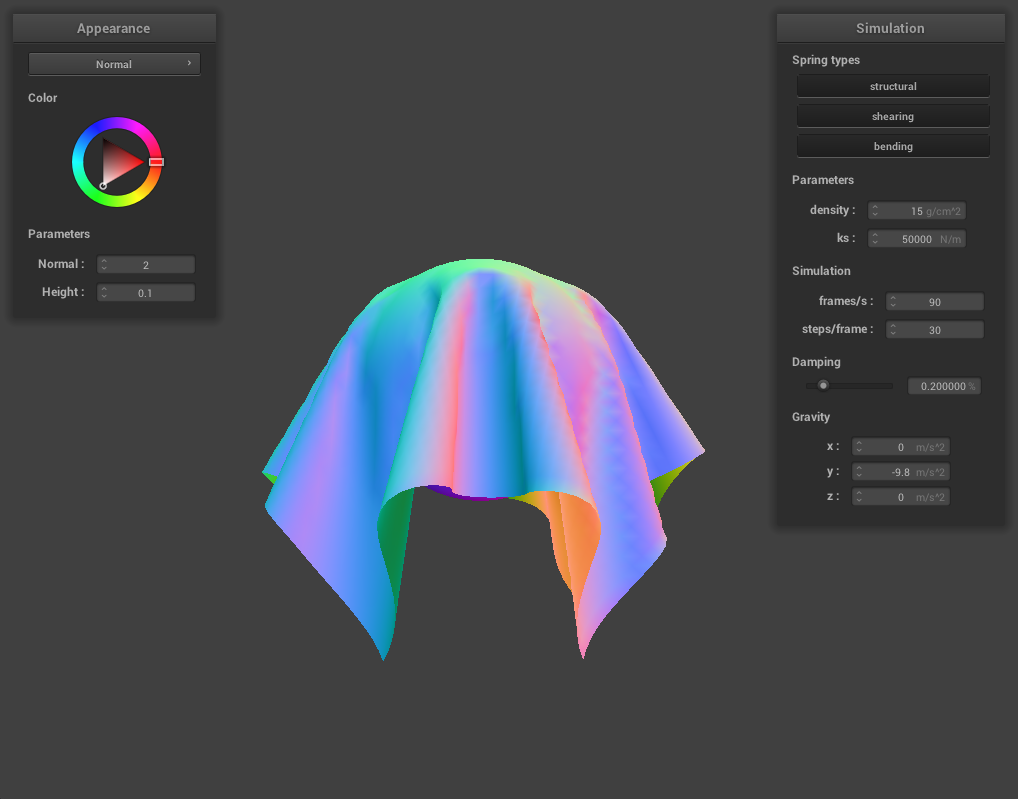 Appearance
Normal ›
Color
Parameters
Normal : 2
Height : 0.1
Simulation
Spring types
structural
shearing
bending
Parameters
density : 15 g/cm^2
ks : 50000 N/m
Simulation
frames/s : 90
steps/frame : 30
Damping
0.200000 %
Gravity
x : 0 m/s^2
y : -9.8 m/s^2
z : 0 m/s^2